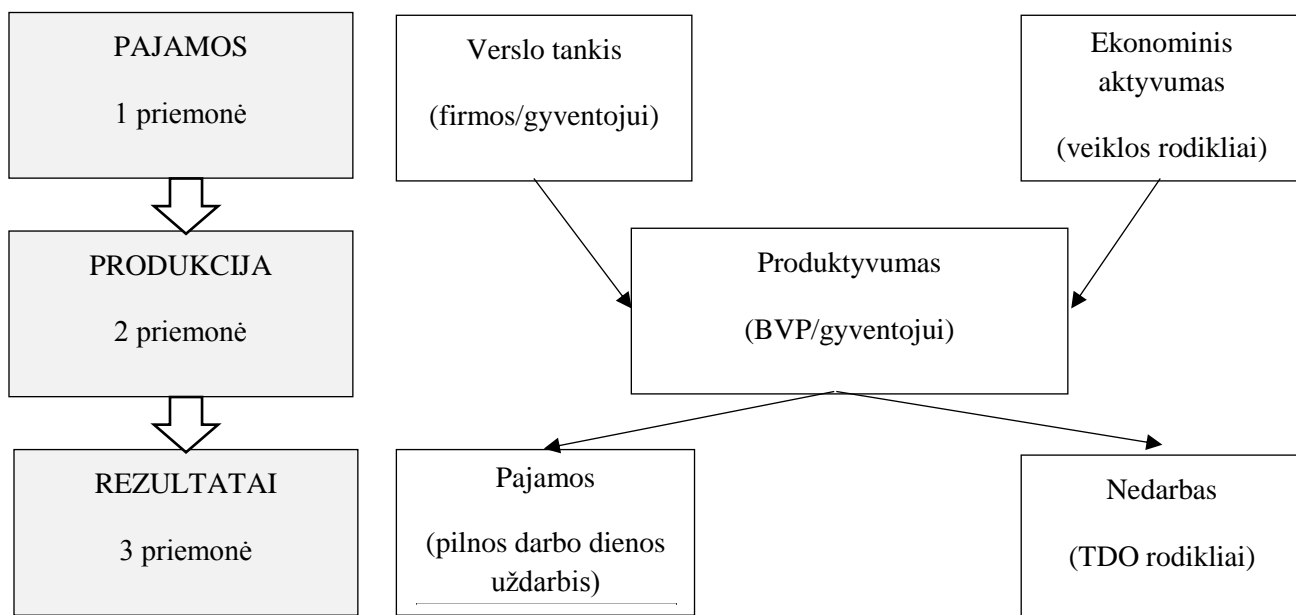 PAJAMOS
1 priemonė
Verslo tankis
(firmos/gyventojui)
Ekonominis
aktyvumas
(veiklos rodikliai)
PRODUKCIJA
2 priemonė
Produktyvumas
(BVP/gyventojui)
REZULTATAI
3 priemonė
Pajamos
(pilnos darbo dienos
uždarbis)
Nedarbas
(TDO rodikliai)